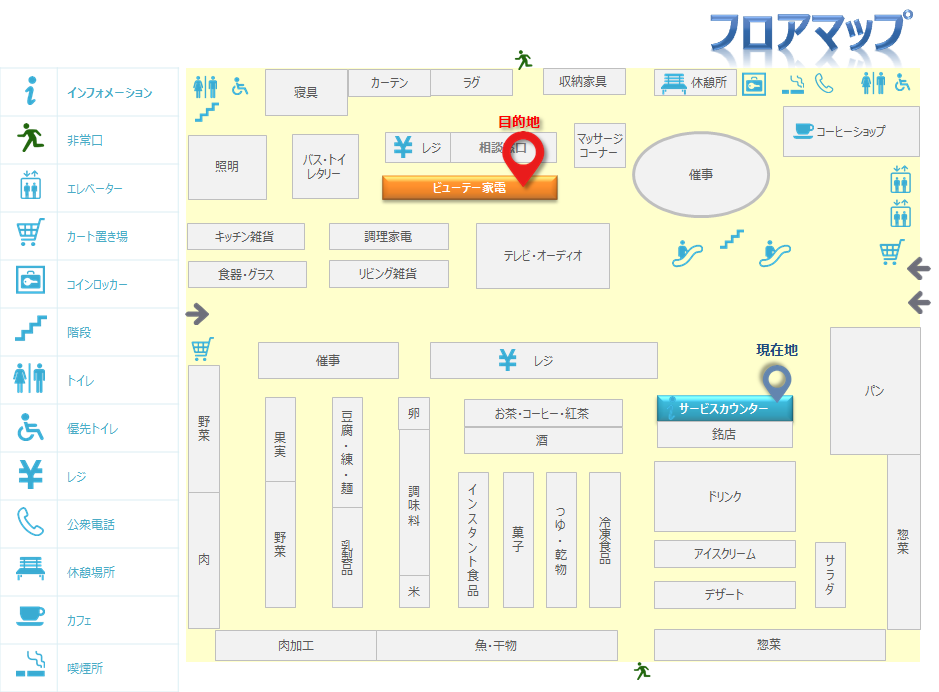 フロアマップ
インフォメーション
非常口
エレベーター
カート置き場
コインロッカー
階段
トイレ
優先トイレ
レジ
公衆電話
休憩場所
カフェ
喫煙所
寝具
カーテン
ラグ
収納家具
休憩所
コーヒーショップ
目的地
照明
バス・トイ
レタリー
¥ レジ
相談窓口
マッサージ
コーナー
催事
ビューテー家電
キッチン雑貨
調理家電
テレビ・オーディオ
食器・グラス
リビング雑貨
催事
¥ レジ
現在地
サービスカウンター
銘店
パン
野菜
肉
果実
野菜
豆腐・練・麺
乳製品
卵
調味料
米
お茶・コーヒー・紅茶
酒
インスタント食品
菓子
つゆ・乾物
冷凍食品
ドリンク
アイスクリーム
デザート
サラダ
惣菜
肉加工
魚・干物
惣菜